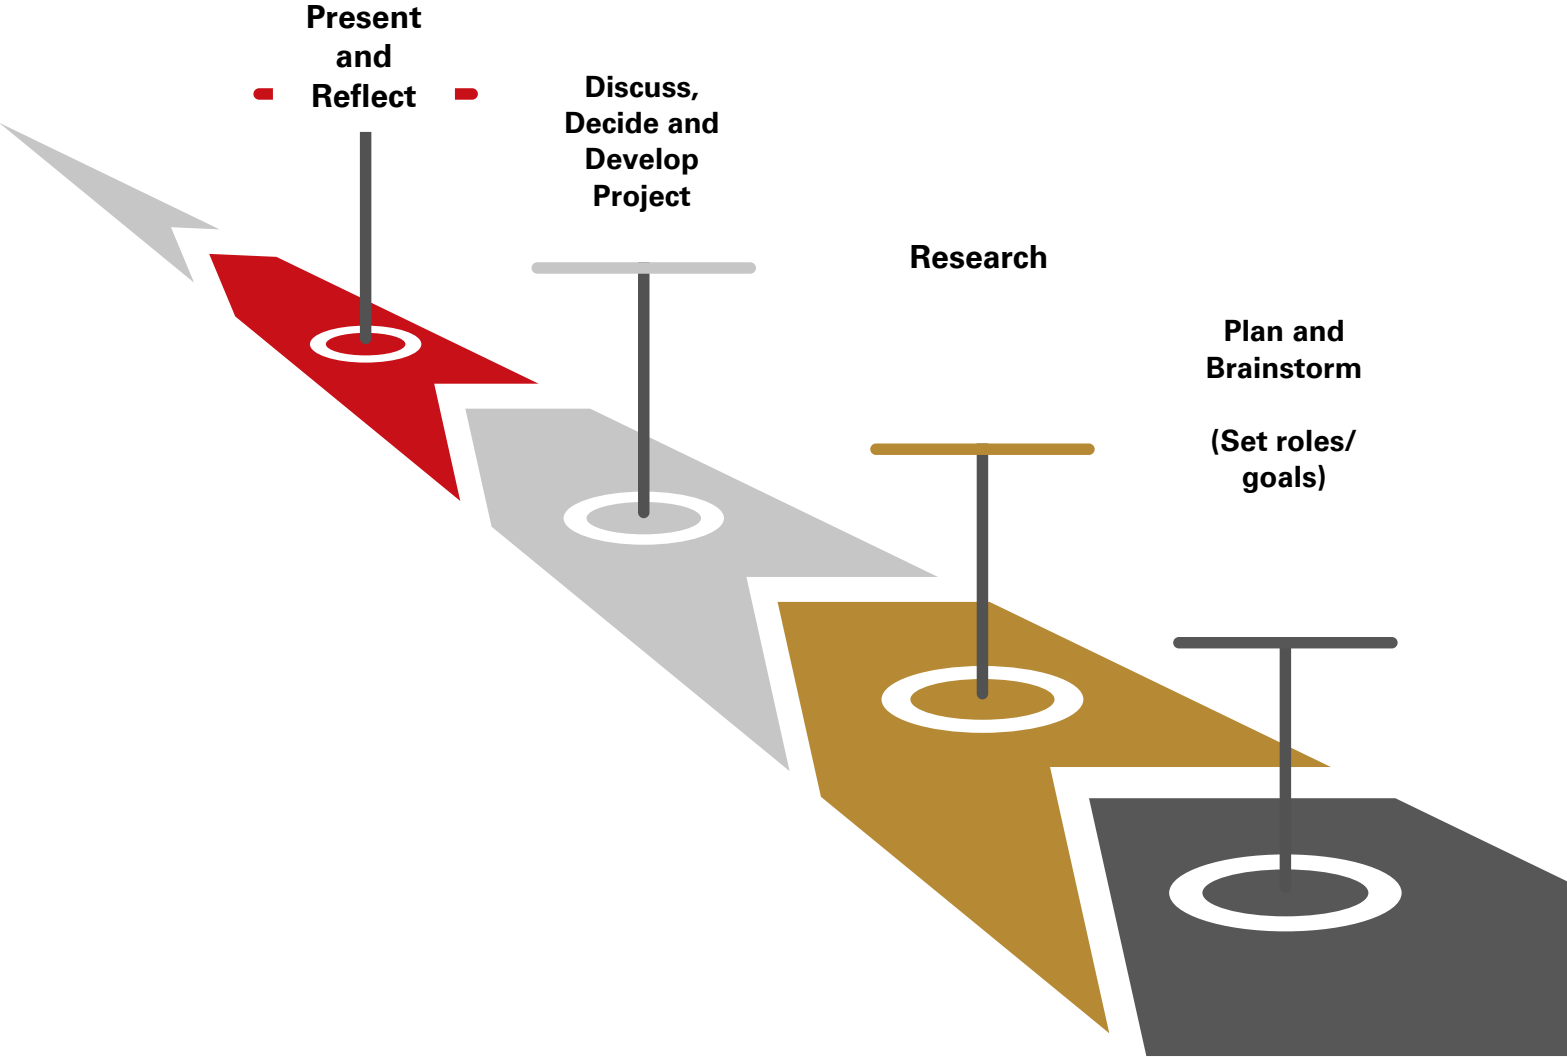 Present
and
Reflect
Discuss,
Decide and
Develop
Project
Research
Plan and
Brainstorm
(Set roles/
goals)